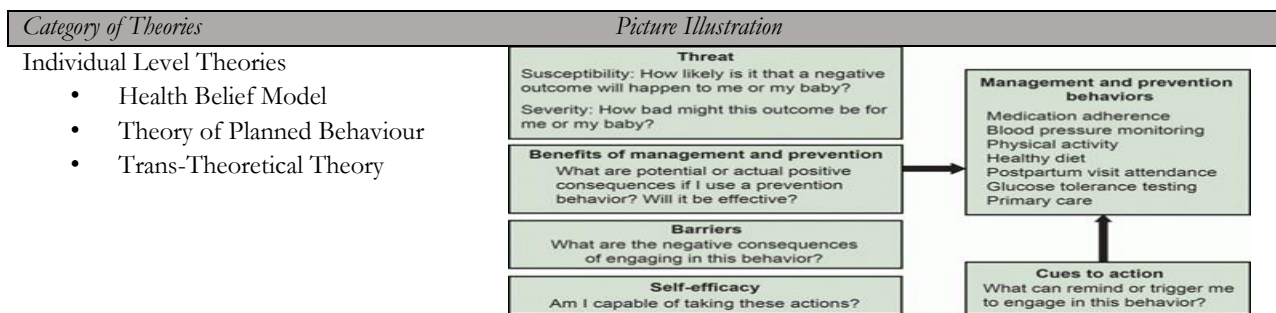 Category of Theories
Picture Illustration
Individual Level Theories
• Health Belief Model
• Theory of Planned Behaviour
• Trans-Theoretical Theory
Threat
Susceptibility: How likely is it that a negative
outcome will happen to me or my baby?
Severity: How bad might this outcome be for
me or my baby?
Benefits of management and prevention
What are potential or actual positive
consequences if I use a prevention
behavior? Will it be effective?
Barriers
What are the negative consequences
of engaging in this behavior?
Self-efficacy
Am I capable of taking these actions?
Management and prevention
behaviors
Medication adherence
Blood pressure monitoring
Physical activity
Healthy diet
Postpartum visit attendance
Glucose tolerance testing
Primary care
Cues to action
What can remind or trigger me
to engage in this behavior?